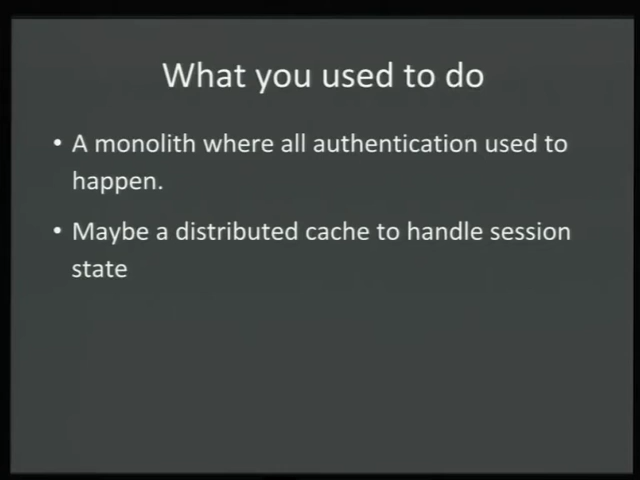 What you used to do
• A monolith where all authentication used to
happen.
• Maybe a distributed cache to handle session
state